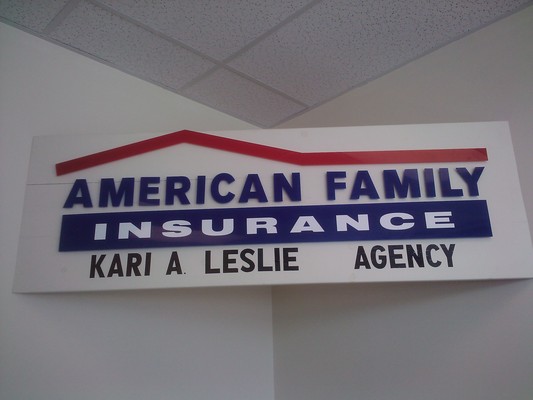 AMERICAN FAMILY
INSURANCE
KARI A. LESLIE AGENCY